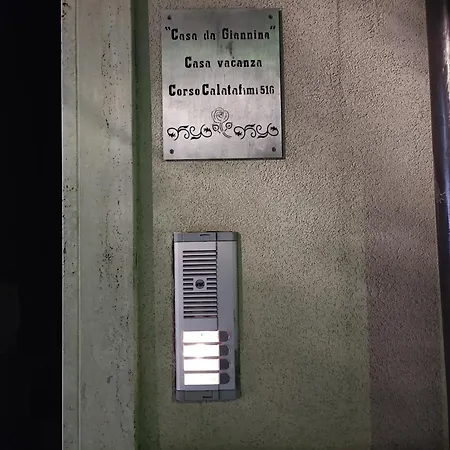 "Casa da Giannina"
Casa vacanza
Corso Calatafimi 516